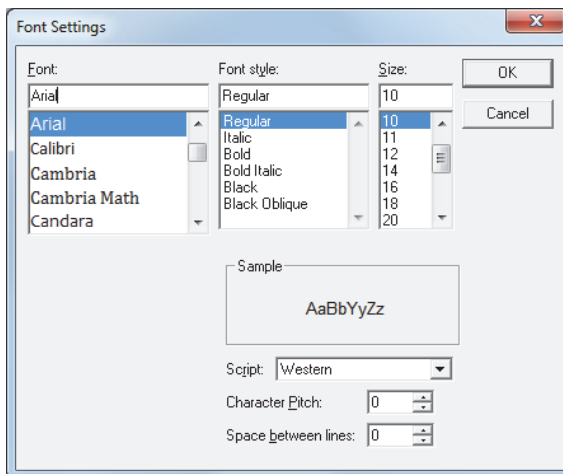 Font Settings
Font:
Font style:
Size:
OK
Arial
Regular
10
Cancel
Arial
Calibri
Cambria
Cambria Math
Candara
Regular
Italic
Bold
Bold Italic
Black
Black Oblique
10
11
12
14
16
18
20
Sample
AaBbYyZz
Script: Western
Character Pitch: 0
Space between lines: 0